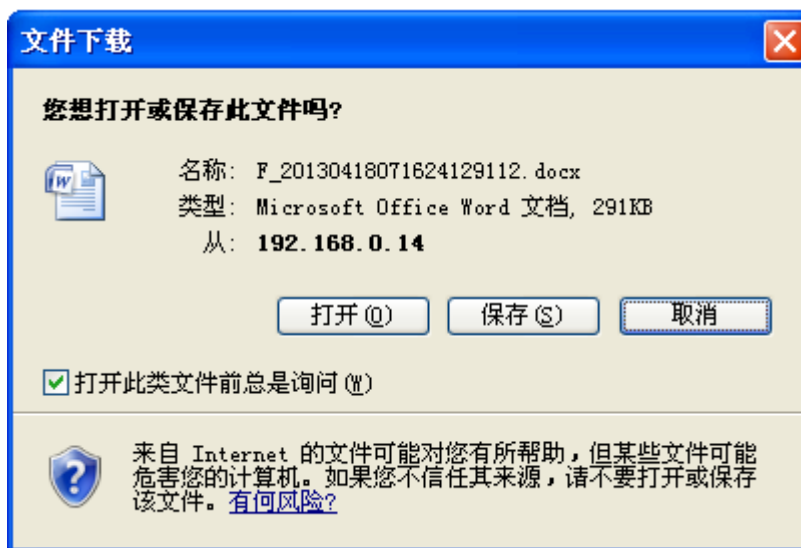 文件下载
您想打开或保存此文件吗?
名称: F_20130418071624129112.docx
类型: Microsoft Office Word 文档, 291KB
从: 192.168.0.14
打开(O) 保存(S) 取消
打开此类文件前总是询问(W)
来自 Internet 的文件可能对您有所帮助,但某些文件可能
危害您的计算机。如果您不信任其来源,请不要打开或保存
该文件。有何风险?